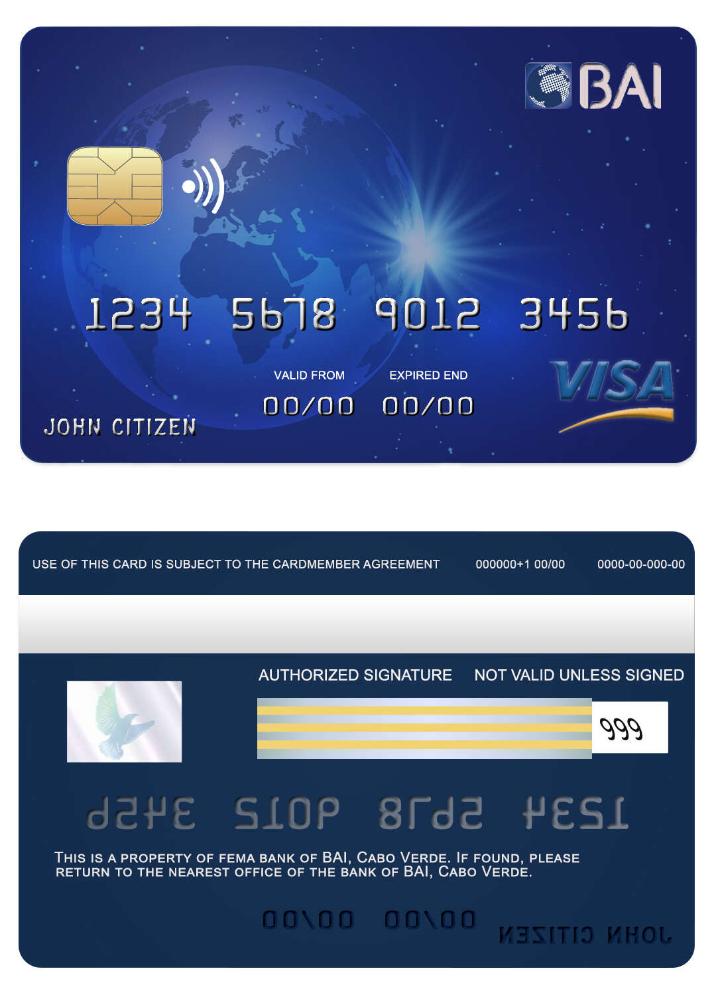 BAI
1234 5678 9012 3456
VALID FROM EXPIRED END
00/00 00/00
VISA
JOHN CITIZEN
USE OF THIS CARD IS SUBJECT TO THE CARDMEMBER AGREEMENT 000000+1 00/00 0000-00-000-00
AUTHORIZED SIGNATURE NOT VALID UNLESS SIGNED
999
1234 5678 9012 3456
THIS IS A PROPERTY OF FEMA BANK OF BAI, CABO VERDE. IF FOUND, PLEASE
RETURN TO THE NEAREST OFFICE OF THE BANK OF BAI, CABO VERDE.
00/00 00/00
JOHN CITIZEN